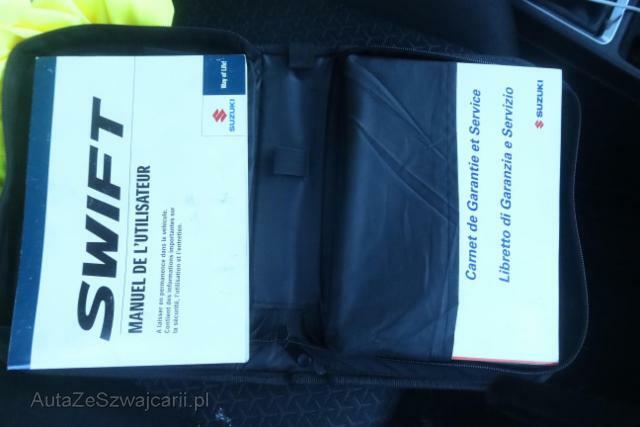 SWIFT
MANUEL DE L'UTILISATEUR
A laisser en permanence dans le véhicule.
Contient des informations importantes sur
la sécurité, l'utilisation et l'entretien.
Way of Life!
SUZUKI
Carnet de Garantie et Service
Libretto di Garanzia e Servizio
SUZUKI
AutaZeSzwajcarii.pl